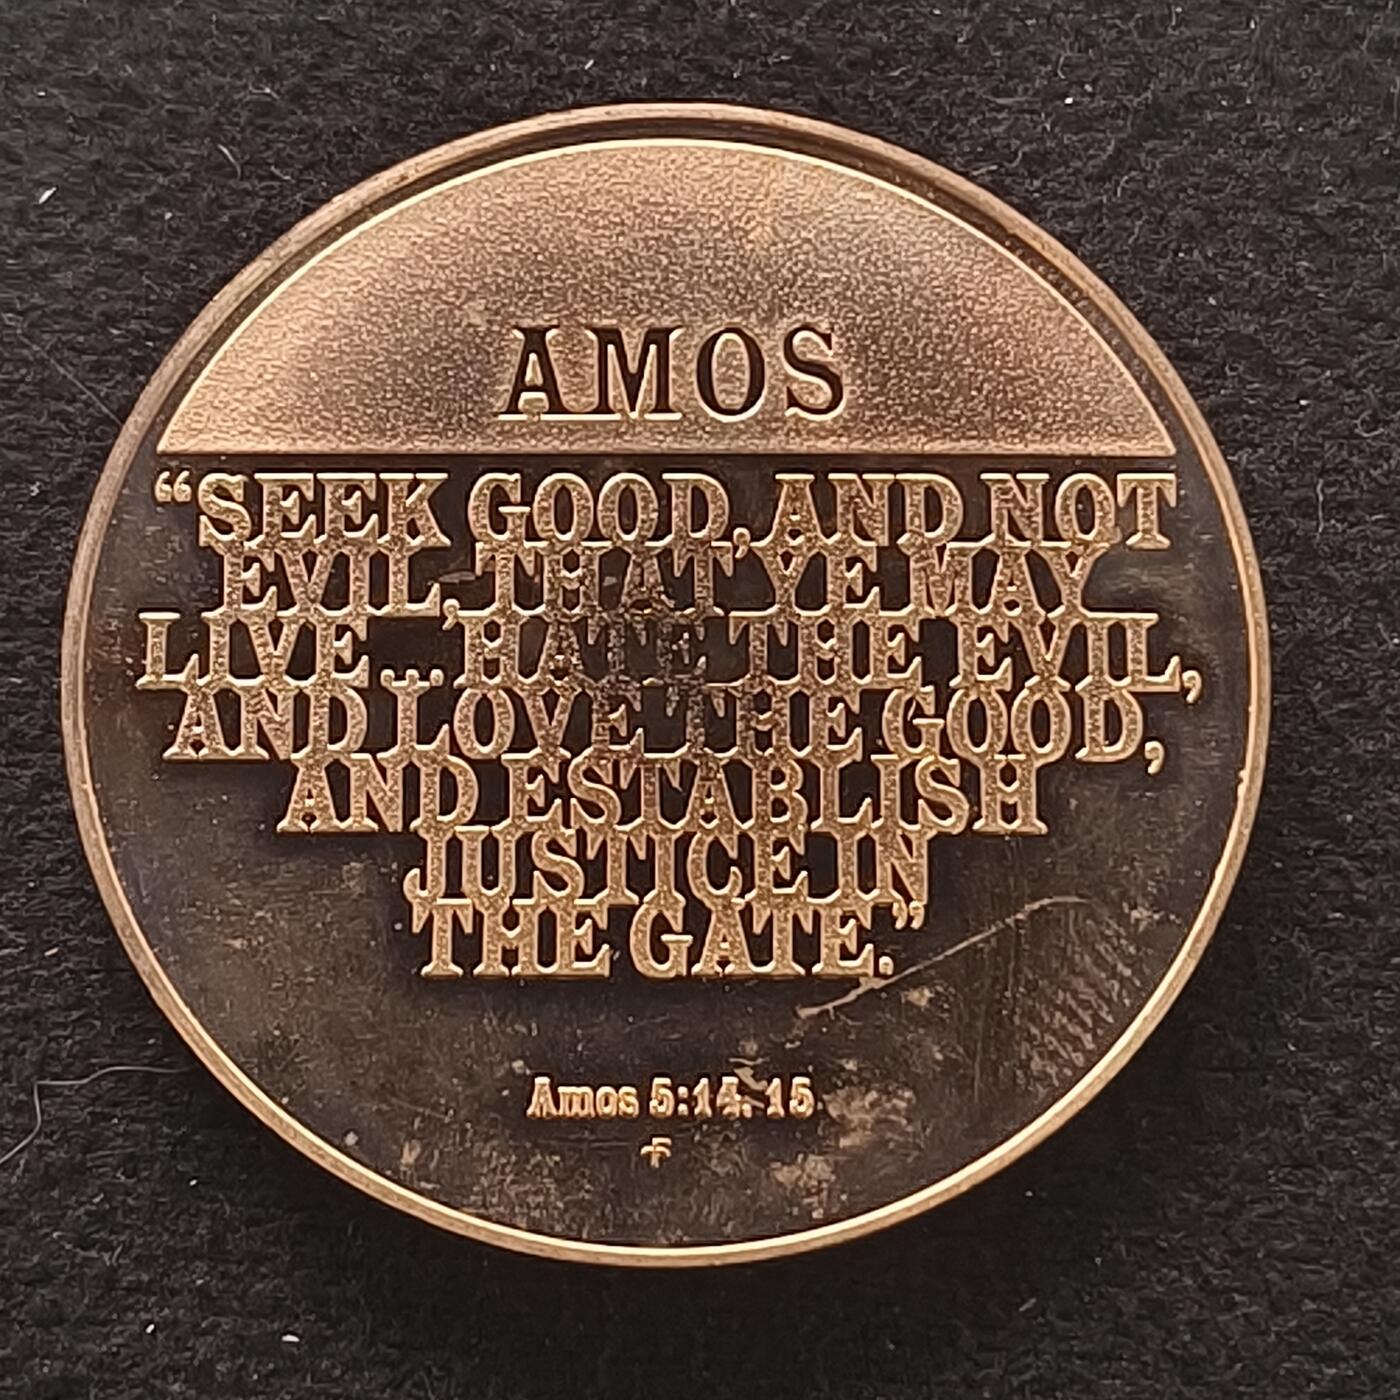 AMOS
“SEEK GOOD, AND NOT
EVIL, THAT YE MAY
LIVE...HATE THE EVIL,
AND LOVE THE GOOD,
AND ESTABLISH
JUSTICE IN
THE GATE.”
Amos 5:14, 15